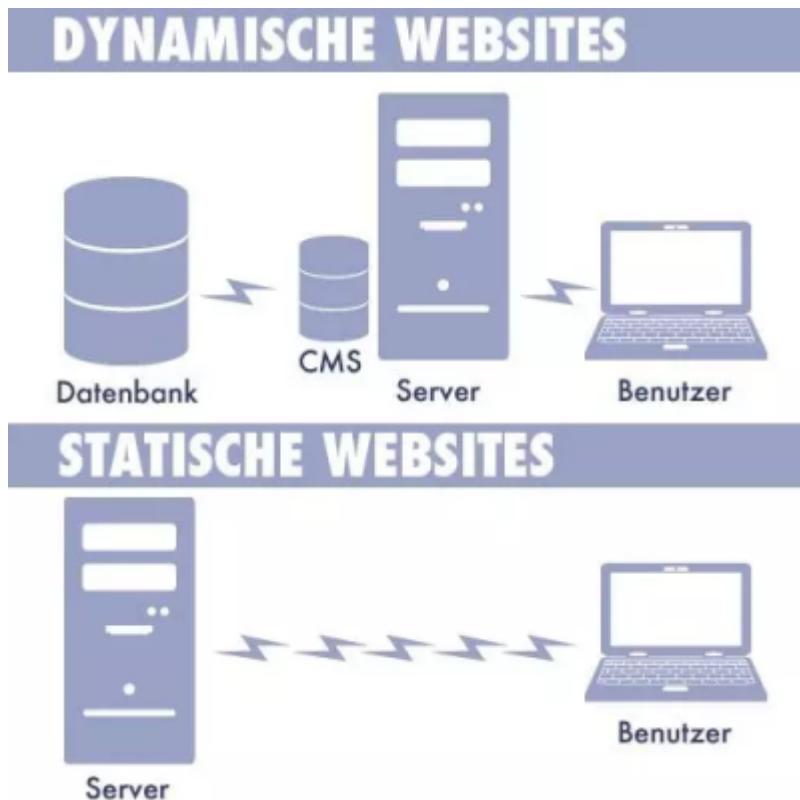 DYNAMISCHE WEBSITES
CMS
Datenbank
Server
Benutzer
STATISCHE WEBSITES
Benutzer
Server